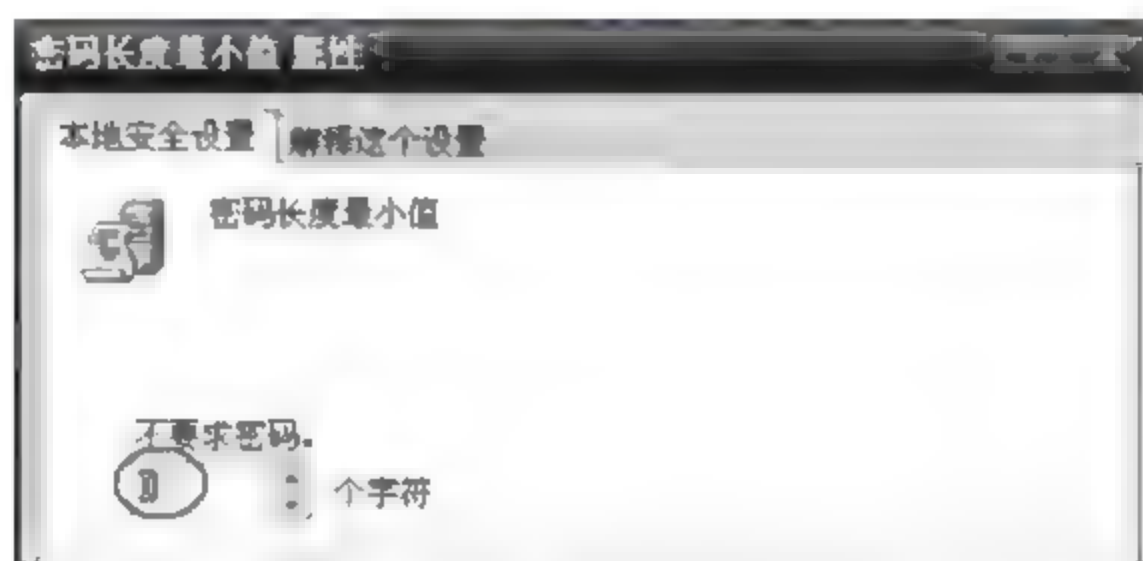 密码长度最小值 属性
本地安全设置
解释这个设置
密码长度最小值
不要求密码。
0 个字符